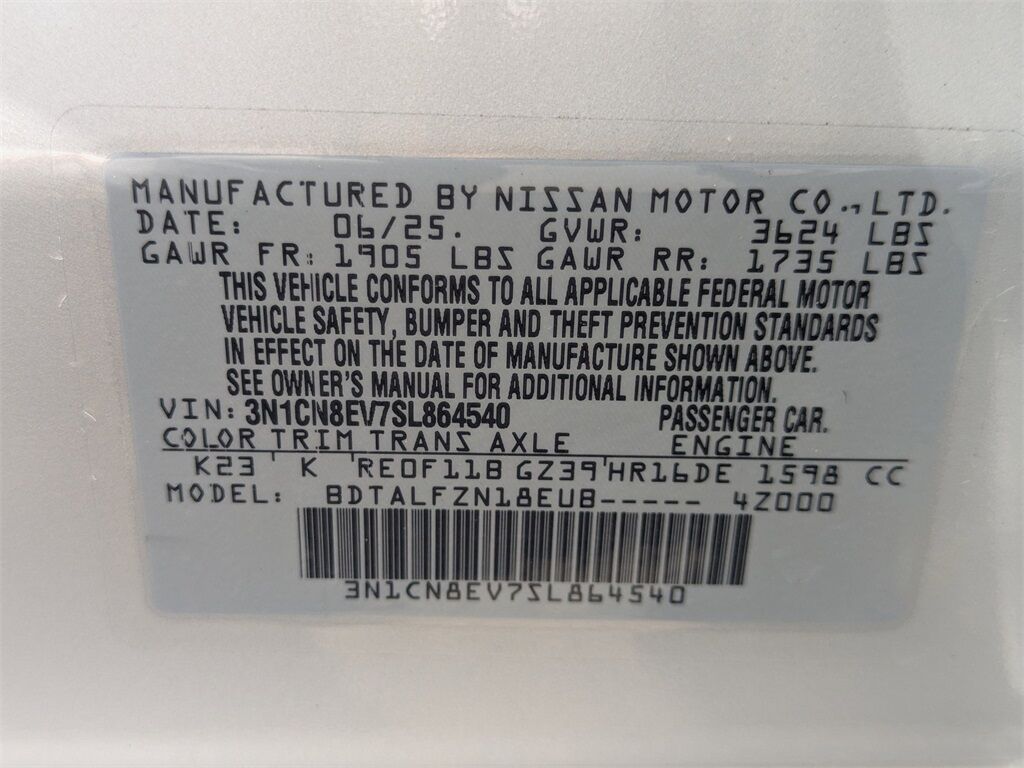 MANUFACTURED BY NISSAN MOTOR CO., LTD.
DATE: 06/25. GVWR: 3624 LBS
GAWR FR: 1905 LBS GAWR RR: 1735 LBS
THIS VEHICLE CONFORMS TO ALL APPLICABLE FEDERAL MOTOR
VEHICLE SAFETY, BUMPER AND THEFT PREVENTION STANDARDS
IN EFFECT ON THE DATE OF MANUFACTURE SHOWN ABOVE.
SEE OWNER'S MANUAL FOR ADDITIONAL INFORMATION.
VIN: 3N1CN8EV7SL864540 PASSENGER CAR.
COLOR TRIM TRANS AXLE ENGINE
K23 ' K ' RE0F11B GZ39 ' HR16DE 1598 CC
MODEL: BDTALFZN18EUB----- 4Z000
3N1CN8EV7SL864540